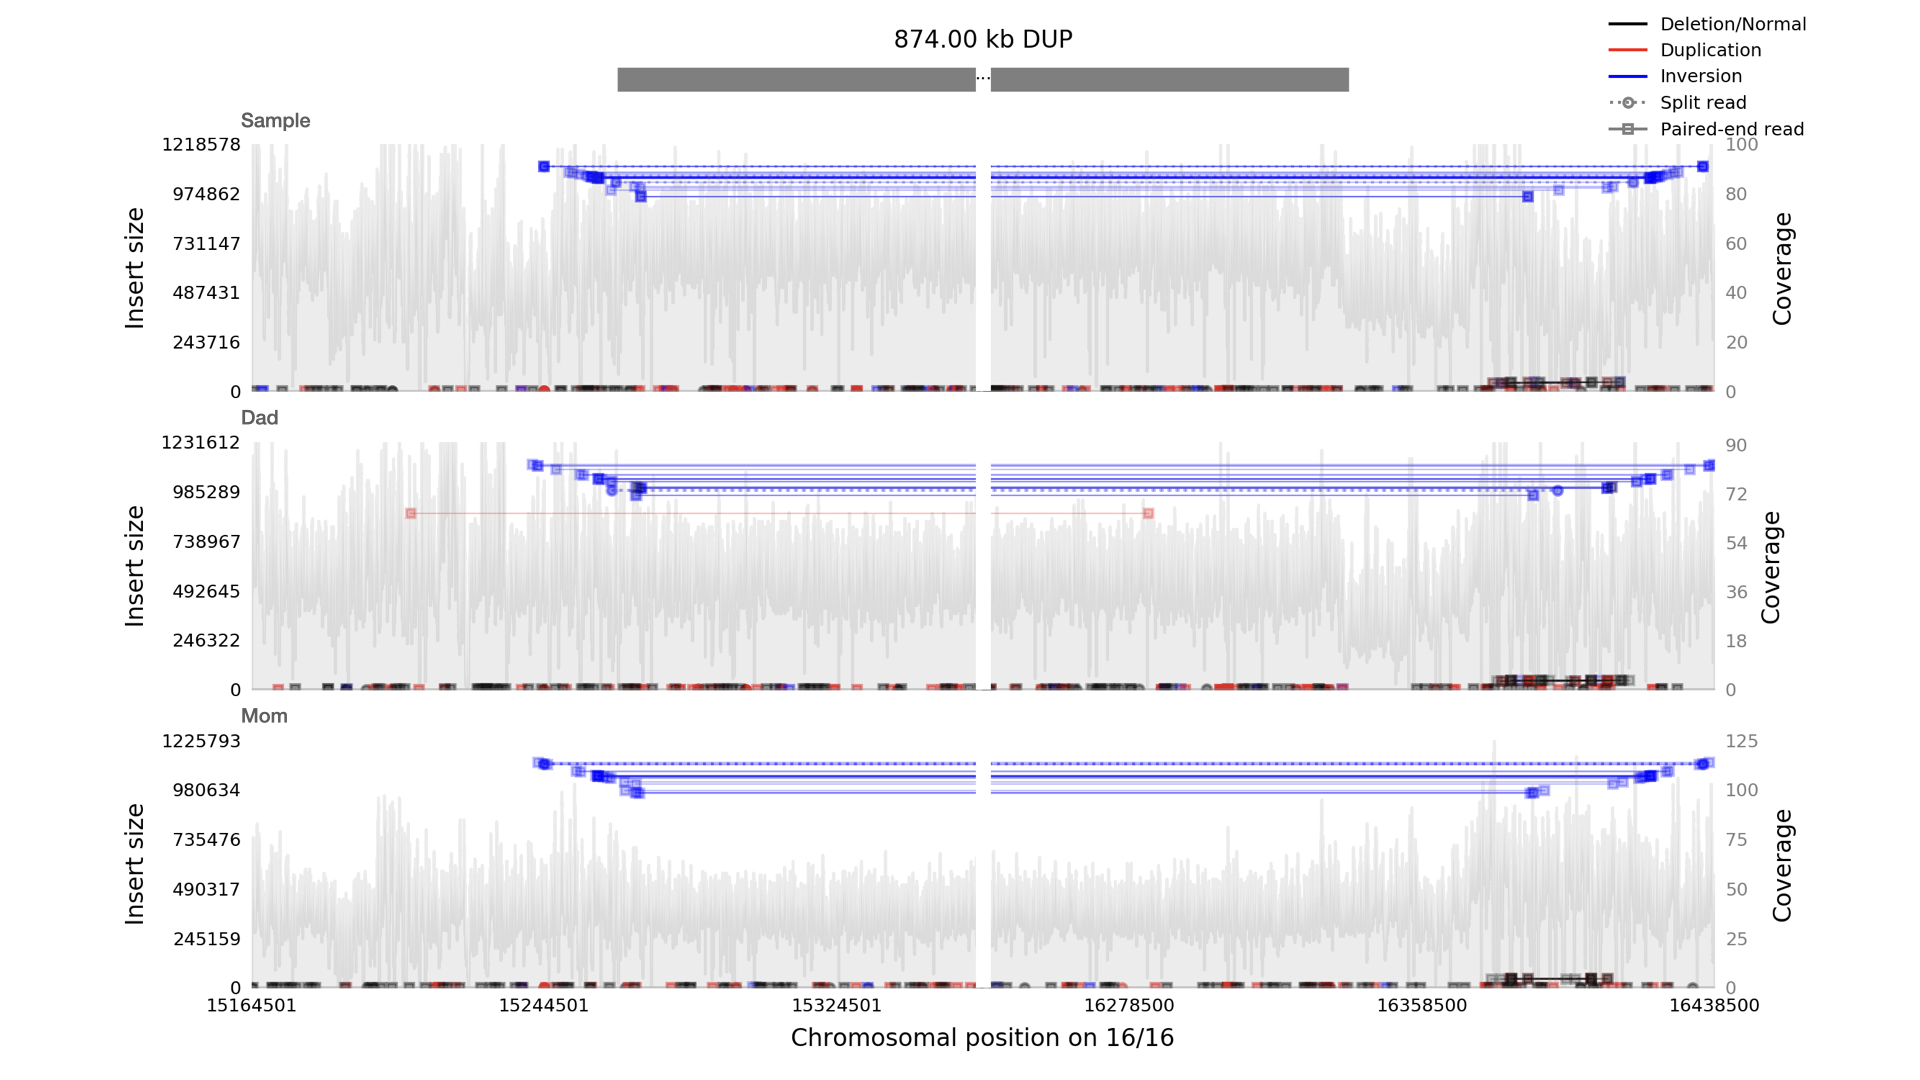 874.00 kb DUP
...
Deletion/Normal
Duplication
Inversion
Split read
Paired-end read
Sample
1218578
974862
731147
487431
243716
0
Insert size
100
80
60
40
20
0
Coverage
Dad
1231612
985289
738967
492645
246322
0
Insert size
90
72
54
36
18
0
Coverage
Mom
1225793
980634
735476
490317
245159
0
Insert size
125
100
75
50
25
0
Coverage
15164501 15244501 15324501 16278500 16358500 16438500
Chromosomal position on 16/16